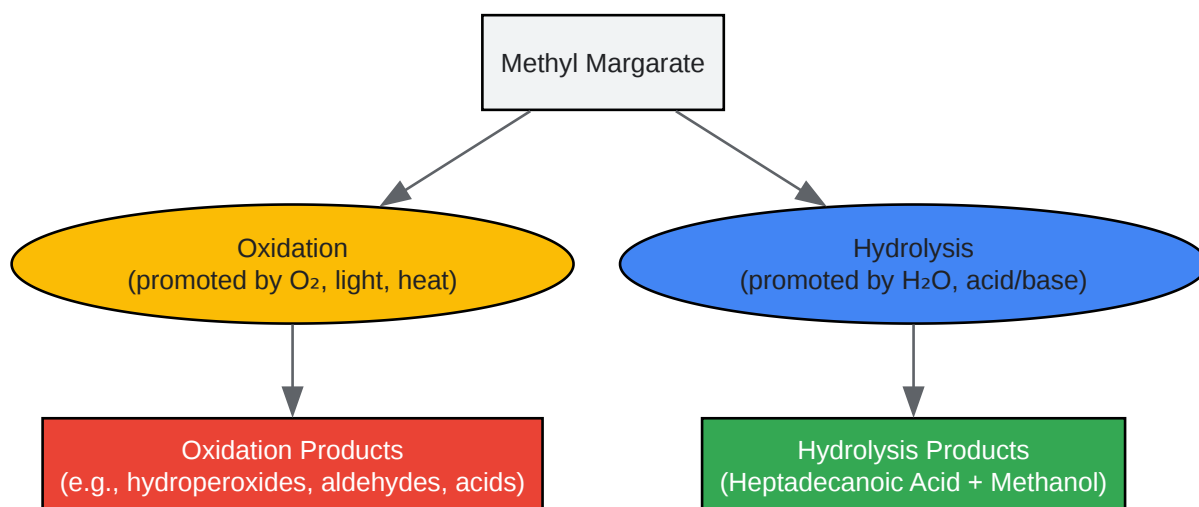 Methyl Margarate
Oxidation
(promoted by O₂, light, heat)
Hydrolysis
(promoted by H₂O, acid/base)
Oxidation Products
(e.g., hydroperoxides, aldehydes, acids)
Hydrolysis Products
(Heptadecanoic Acid + Methanol)